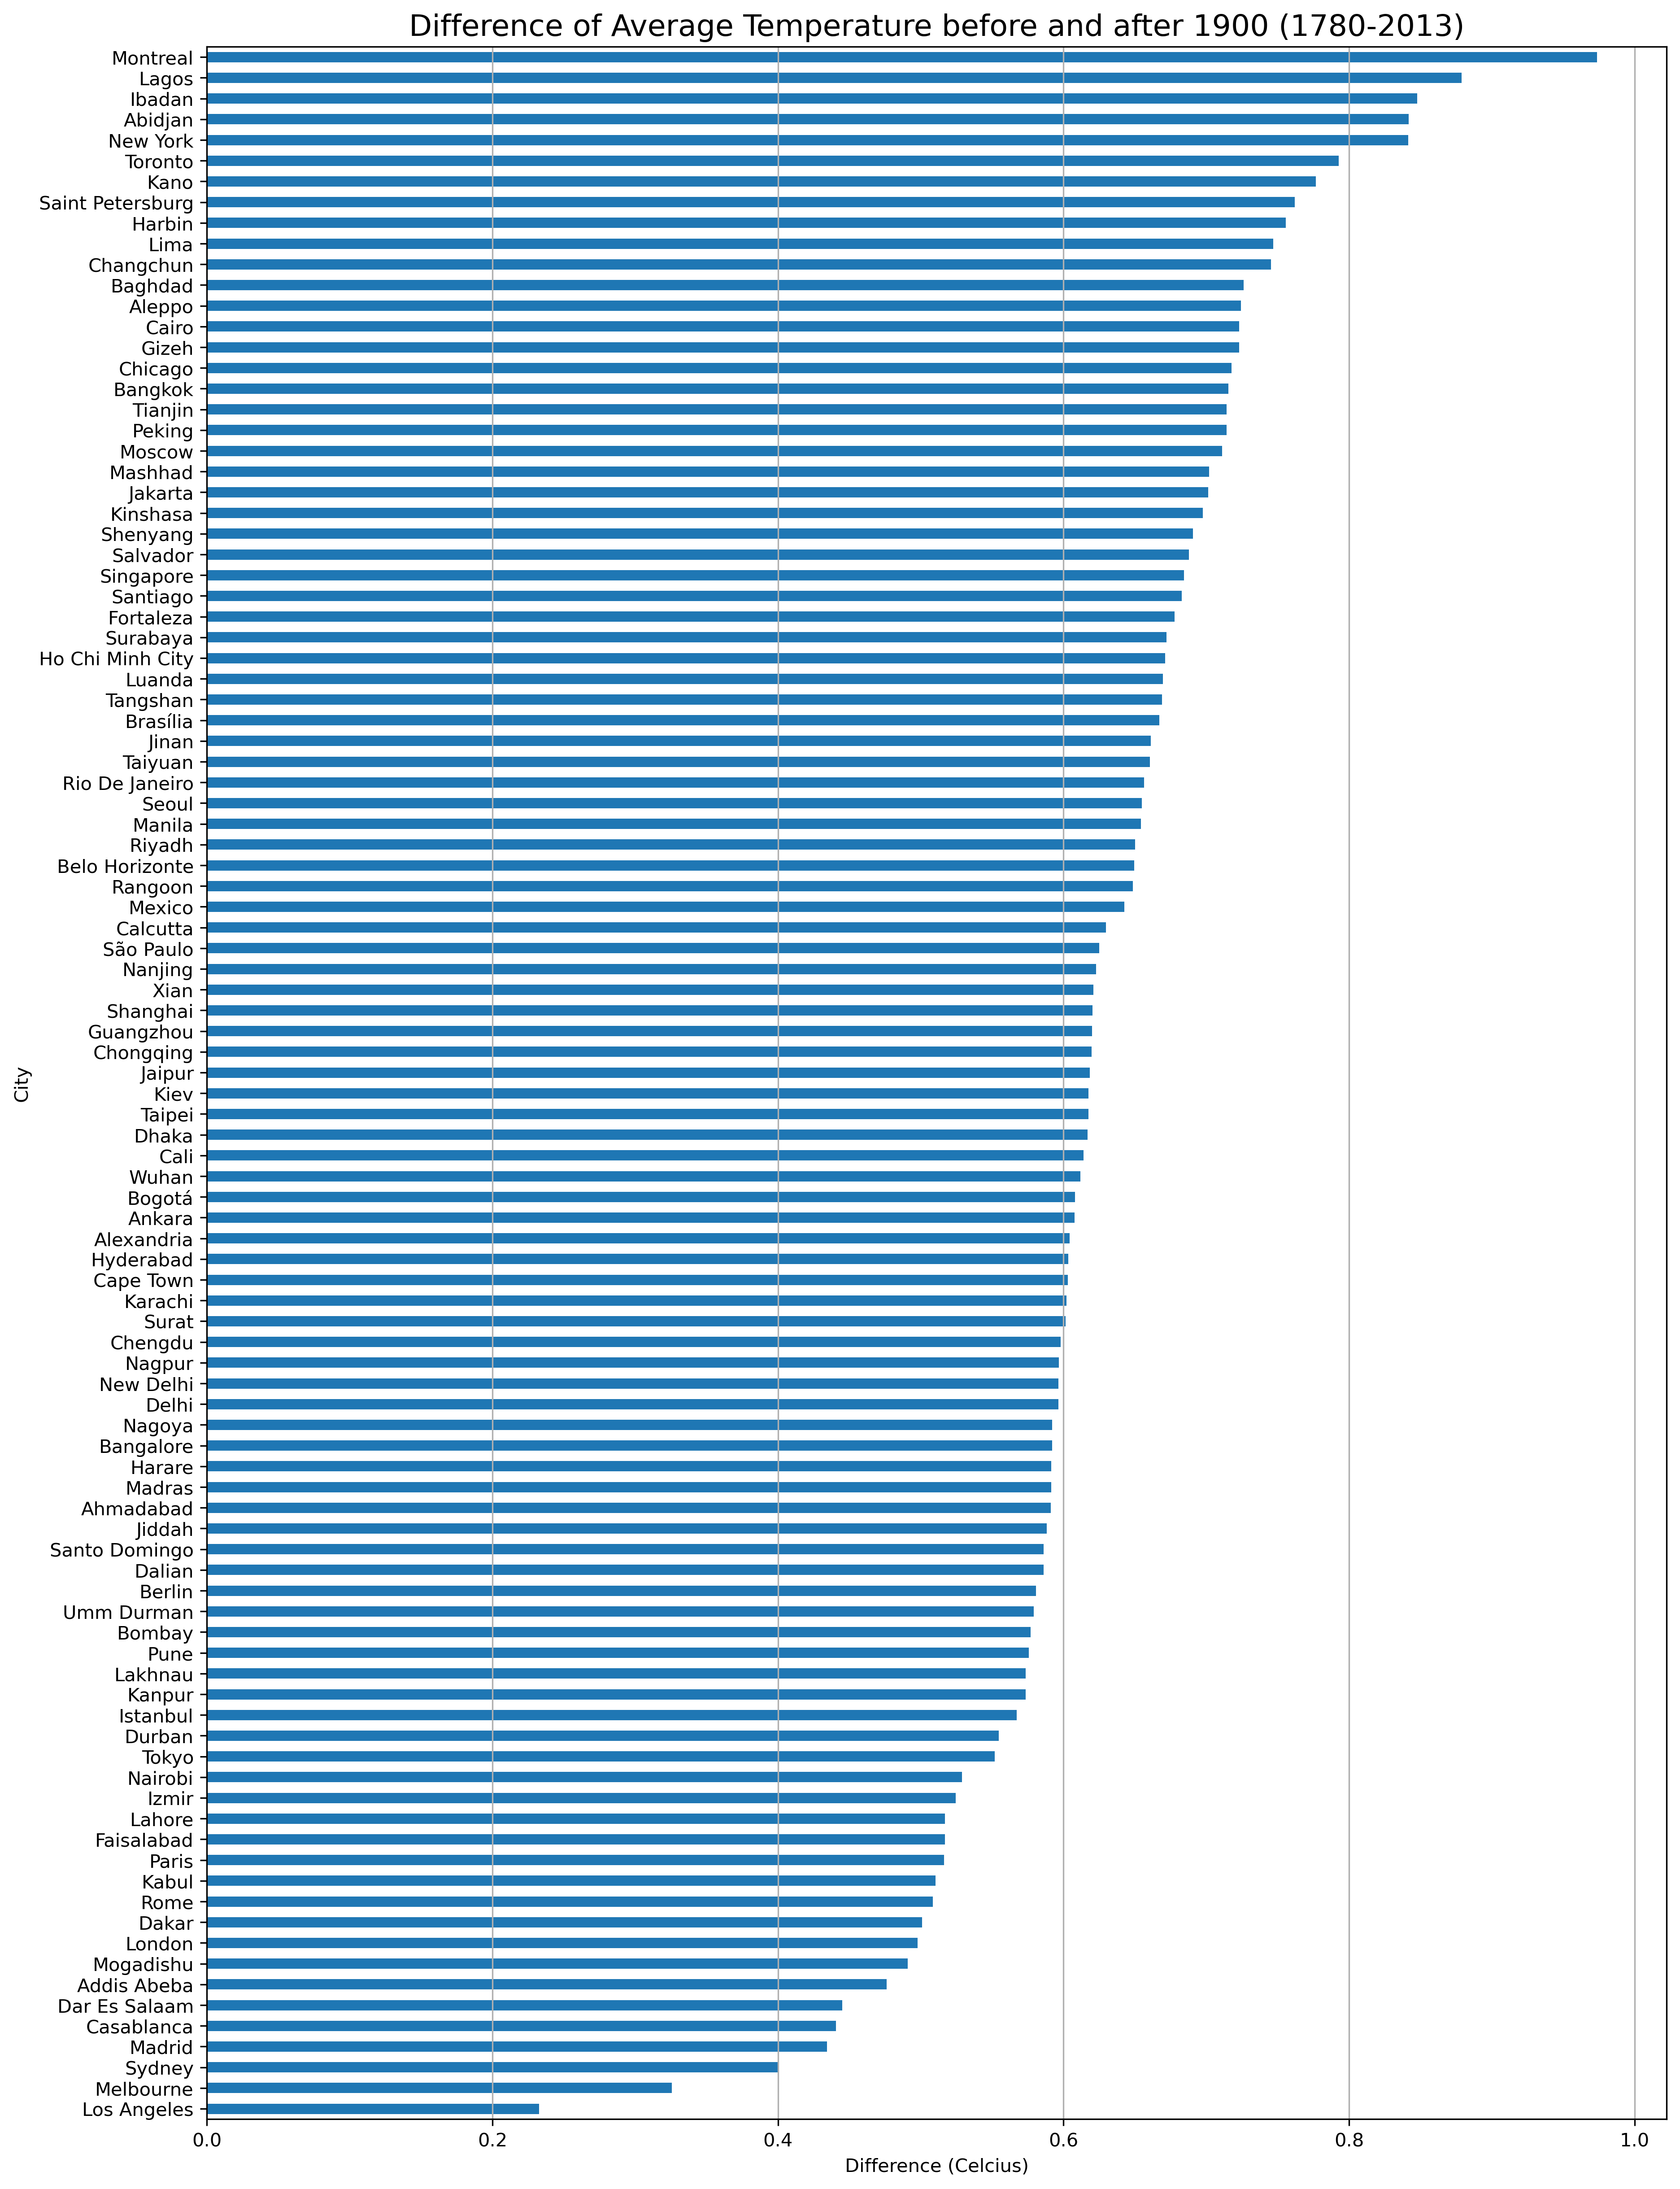 Difference of Average Temperature before and after 1900 (1780-2013)
Montreal
Lagos
Ibadan
Abidjan
New York
Toronto
Kano
Saint Petersburg
Harbin
Lima
Changchun
Baghdad
Aleppo
Cairo
Gizeh
Chicago
Bangkok
Tianjin
Peking
Moscow
Mashhad
Jakarta
Kinshasa
Shenyang
Salvador
Singapore
Santiago
Fortaleza
Surabaya
Ho Chi Minh City
Luanda
Tangshan
Brasília
Jinan
Taiyuan
Rio De Janeiro
Seoul
Manila
Riyadh
Belo Horizonte
Rangoon
Mexico
Calcutta
São Paulo
Nanjing
Xian
Shanghai
Guangzhou
Chongqing
Jaipur
Kiev
Taipei
Dhaka
Cali
Wuhan
Bogotá
Ankara
Alexandria
Hyderabad
Cape Town
Karachi
Surat
Chengdu
Nagpur
New Delhi
Delhi
Nagoya
Bangalore
Harare
Madras
Ahmadabad
Jiddah
Santo Domingo
Dalian
Berlin
Umm Durman
Bombay
Pune
Lakhnau
Kanpur
Istanbul
Durban
Tokyo
Nairobi
Izmir
Lahore
Faisalabad
Paris
Kabul
Rome
Dakar
London
Mogadishu
Addis Abeba
Dar Es Salaam
Casablanca
Madrid
Sydney
Melbourne
Los Angeles
City
0.0 0.2 0.4 0.6 0.8 1.0
Difference (Celcius)